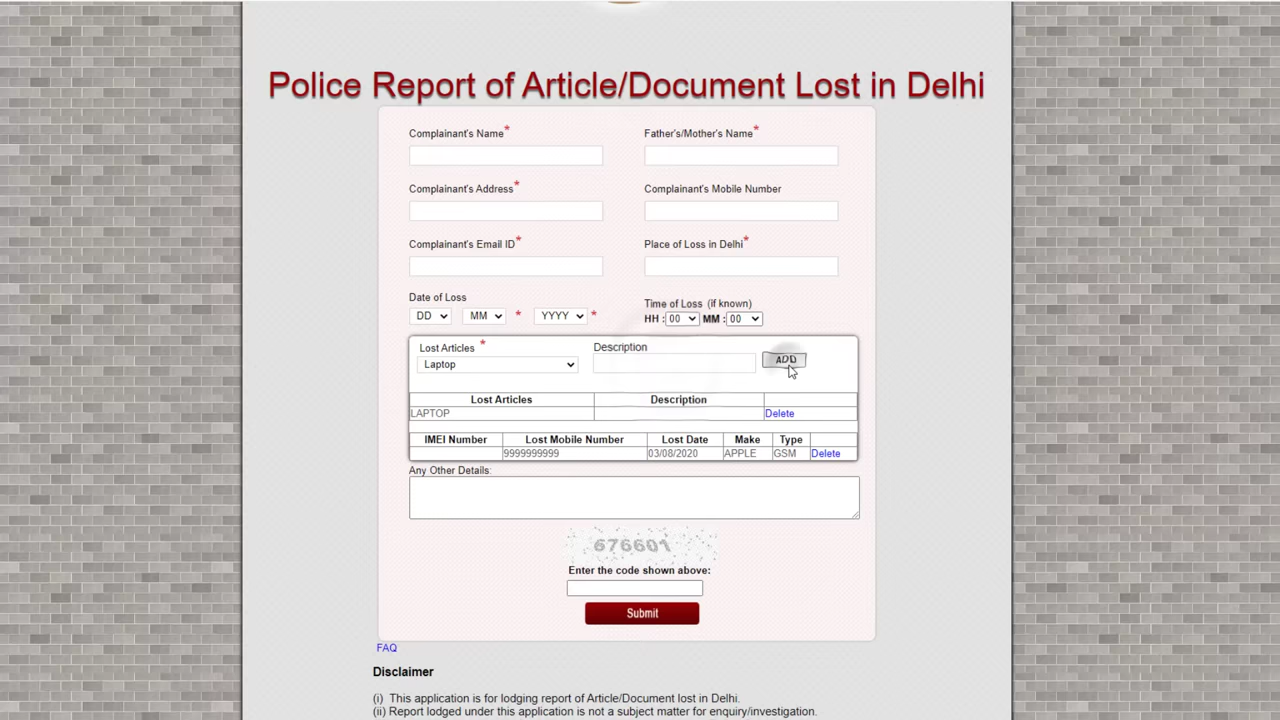 Police Report of Article/Document Lost in Delhi
Complainant's Name* Father's/Mother's Name*
Complainant's Address* Complainant's Mobile Number
Complainant's Email ID* Place of Loss in Delhi*
Date of Loss Time of Loss (if known)
DD MM * YYYY * HH : 00 MM : 00
Lost Articles * Description
Laptop ADD
Lost Articles Description
LAPTOP Delete
IMEI Number Lost Mobile Number Lost Date Make Type
9999999999 03/08/2020 APPLE GSM Delete
Any Other Details:
676601
Enter the code shown above:
Submit
FAQ
Disclaimer
(i) This application is for lodging report of Article/Document lost in Delhi.
(ii) Report lodged under this application is not a subject matter for enquiry/investigation.